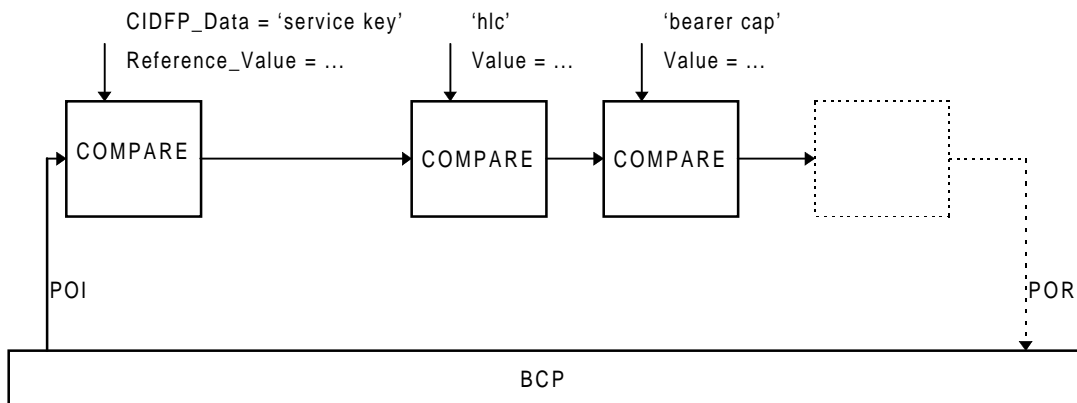 CIDFP_Data = ‘service key’
Reference_Value = ...
‘hlc’
Value = ...
‘bearer cap’
Value = ...
COMPARE
COMPARE
COMPARE
POI
POR
BCP